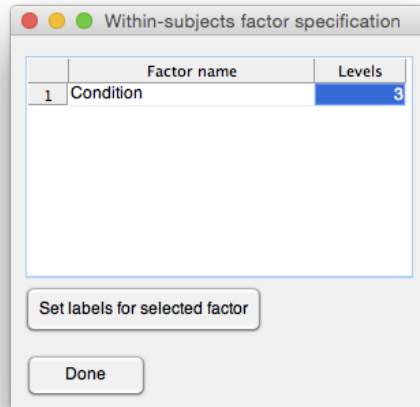 Within-subjects factor specification
Factor name Levels
1 Condition 3
Set labels for selected factor
Done